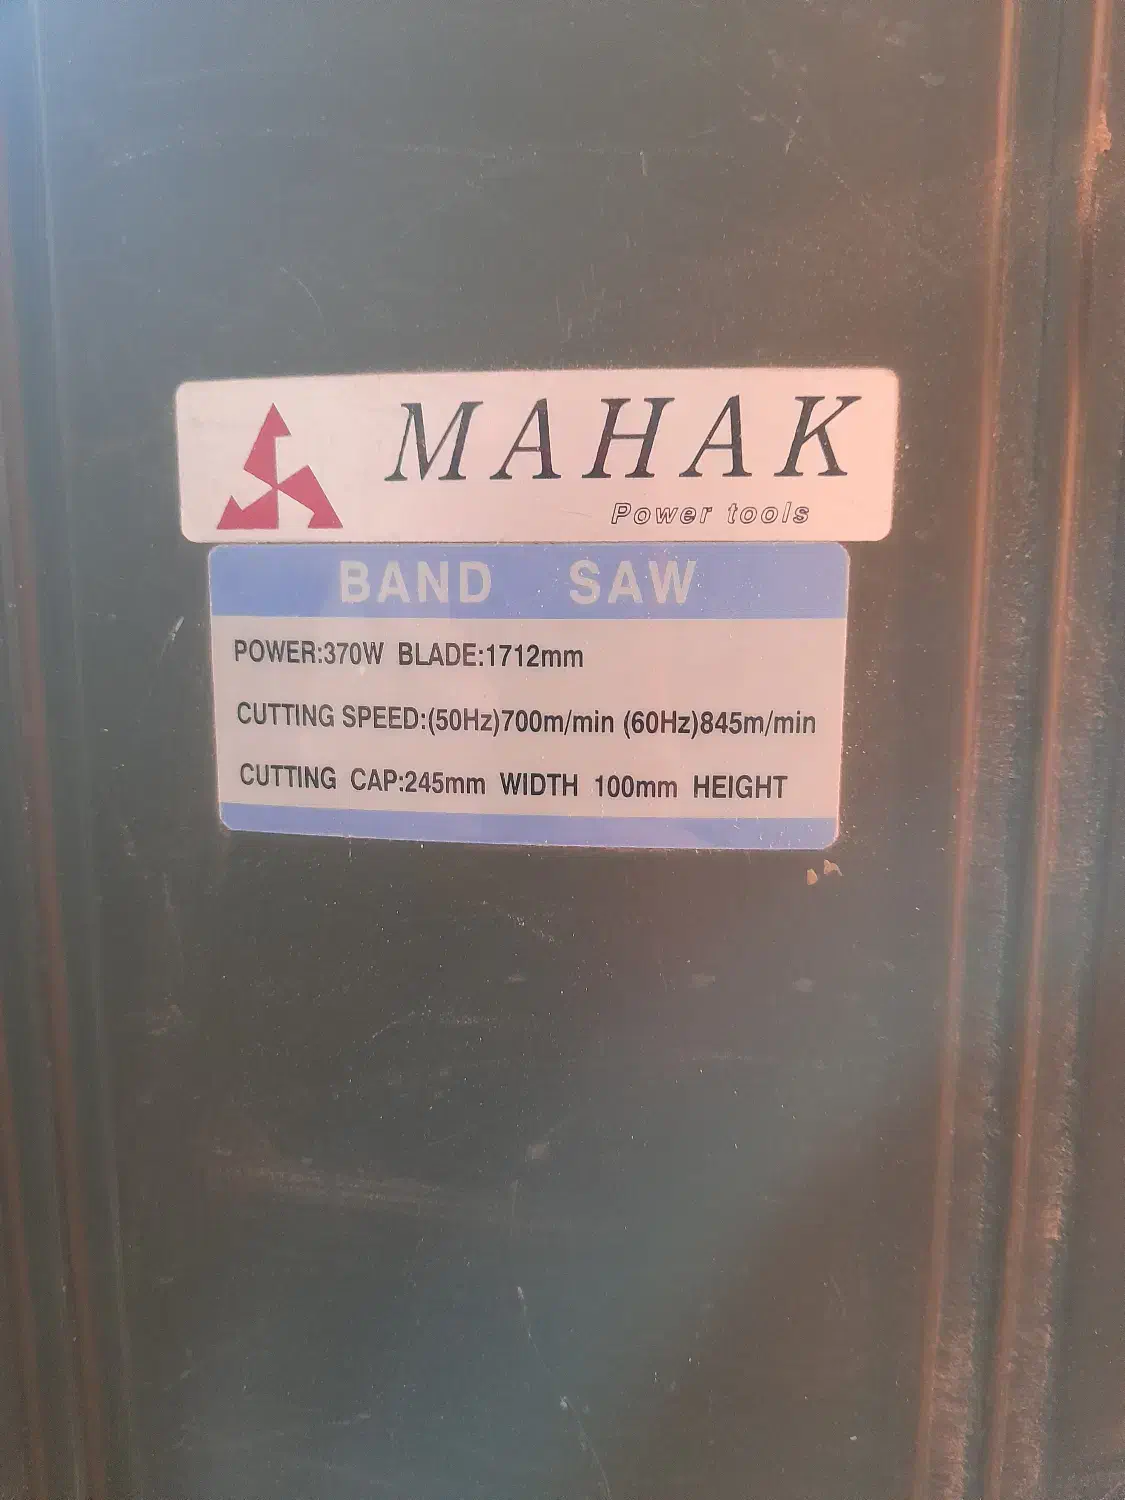 MAHAK
Power tools
BAND SAW
POWER:370W BLADE:1712mm
CUTTING SPEED:(50Hz)700m/min (60Hz)845m/min
CUTTING CAP:245mm WIDTH 100mm HEIGHT